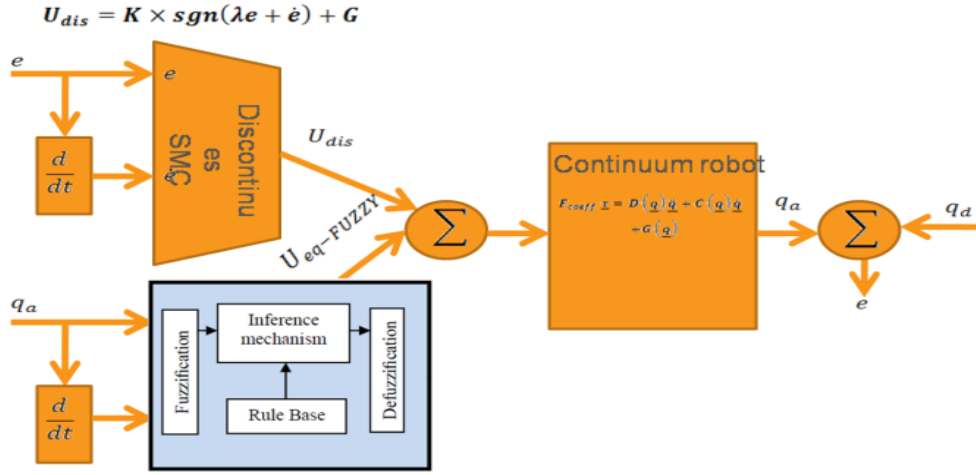 U_dis = K × sgn(λe + ė) + G
e
e
Discontinu
es
SMC
d
dt
U_dis
U_eq−FUZZY
Σ
Continuum robot
F_coeff τ = D(q)q̈ + C(q)q̇
+G(q)
q_a
Σ
q_d
e
q_a
d
dt
Fuzzification
Inference
mechanism
Rule Base
Defuzzification